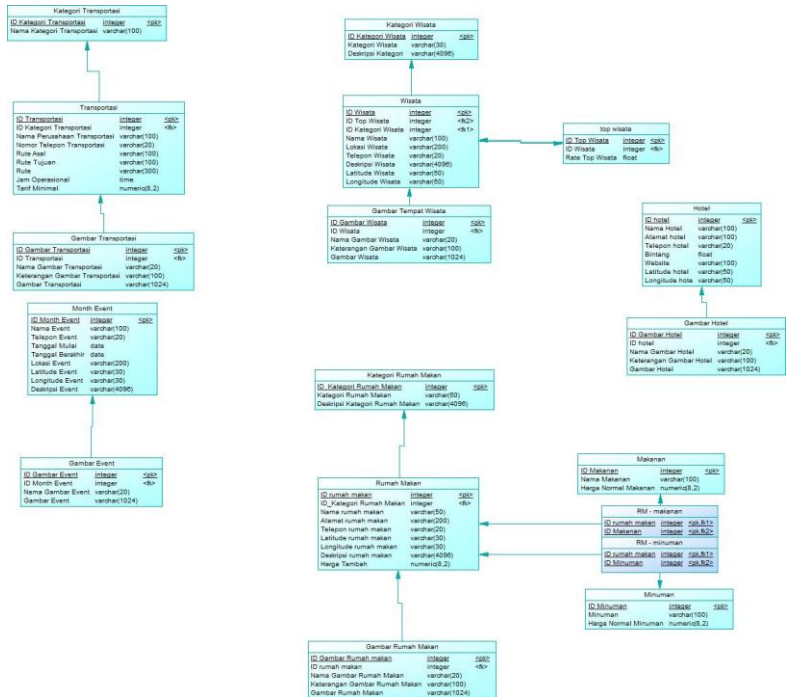 Kategori Transportasi
ID Kategori Transportasi integer <pk>
Nama Kategori Transportasi varchar(100)
Transportasi
ID Transportasi integer <pk>
ID Kategori Transportasi integer <fk>
Nama Perusahaan Transportasi varchar(100)
Nomor Telepon Transportasi varchar(20)
Rute Asal varchar(100)
Rute Tujuan varchar(100)
Rute varchar(300)
Jam Operasional time
Tarif Minimal numeric(8,2)
Gambar Transportasi
ID Gambar Transportasi integer <pk>
ID Transportasi integer <fk>
Nama Gambar Transportasi varchar(20)
Keterangan Gambar Transportasi varchar(100)
Gambar Transportasi varchar(1024)
Month Event
ID Month Event integer <pk>
Nama Event varchar(100)
Telepon Event varchar(20)
Tanggal Mulai date
Tanggal Berakhir date
Lokasi Event varchar(200)
Latitude Event varchar(30)
Longitude Event varchar(30)
Deskripsi Event varchar(4096)
Gambar Event
ID Gambar Event integer <pk>
ID Month Event integer <fk>
Nama Gambar Event varchar(20)
Gambar Event varchar(1024)
Kategori Wisata
ID Kategori Wisata integer <pk>
Kategori Wisata varchar(30)
Deskripsi Kategori varchar(4096)
Wisata
ID Wisata integer <pk>
ID Top Wisata integer <fk2>
ID Kategori Wisata integer <fk1>
Nama Wisata varchar(100)
Lokasi Wisata varchar(200)
Telepon Wisata varchar(20)
Deskripsi Wisata varchar(4096)
Latitude Wisata varchar(50)
Longitude Wisata varchar(50)
Gambar Tempat Wisata
ID Gambar Wisata integer <pk>
ID Wisata integer <fk>
Nama Gambar Wisata varchar(20)
Keterangan Gambar Wisata varchar(100)
Gambar Wisata varchar(1024)
top wisata
ID Top Wisata integer <pk>
ID Wisata integer <fk>
Rate Top Wisata float
Hotel
ID hotel integer <pk>
Nama Hotel varchar(100)
Alamat hotel varchar(100)
Telepon hotel varchar(20)
Bintang float
Website varchar(100)
Latitude hotel varchar(50)
Longitude hote varchar(50)
Gambar Hotel
ID Gambar Hotel integer <pk>
ID hotel integer <fk>
Nama Gambar Hotel varchar(20)
Keterangan Gambar Hotel varchar(100)
Gambar Hotel varchar(1024)
Kategori Rumah Makan
ID_Kategori Rumah Makan integer <pk>
Kategori Rumah Makan varchar(50)
Deskripsi Kategori Rumah Makan varchar(4096)
Rumah Makan
ID rumah makan integer <pk>
ID_Kategori Rumah Makan integer <fk>
Nama rumah makan varchar(50)
Alamat rumah makan varchar(200)
Telepon rumah makan varchar(20)
Latitude rumah makan varchar(30)
Longitude rumah makan varchar(30)
Deskripsi rumah makan varchar(4096)
Harga Tambah numeric(8,2)
Gambar Rumah Makan
ID Gambar Rumah makan integer <pk>
ID rumah makan integer <fk>
Nama Gambar Rumah Makan varchar(20)
Keterangan Gambar Rumah Makan varchar(100)
Gambar Rumah Makan varchar(1024)
Makanan
ID Makanan integer <pk>
Nama Makanan varchar(100)
Harga Normal Makanan numeric(8,2)
RM - makanan
ID rumah makan integer <pk,fk1>
ID Makanan integer <pk,fk2>
RM - minuman
ID rumah makan integer <pk,fk1>
ID Minuman integer <pk,fk2>
Minuman
ID Minuman integer <pk>
Minuman varchar(100)
Harga Normal Minuman numeric(8,2)